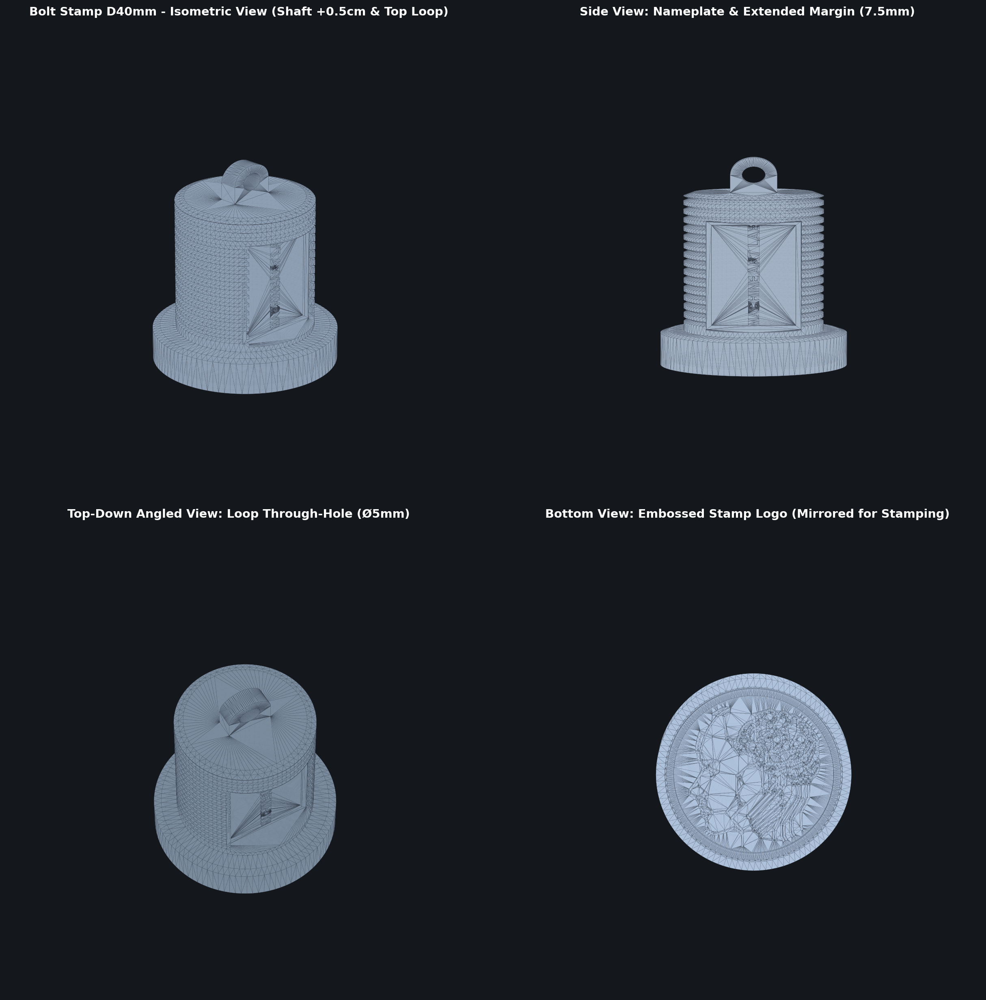 Bolt Stamp D40mm - Isometric View (Shaft +0.5cm & Top Loop)
Side View: Nameplate & Extended Margin (7.5mm)
Top-Down Angled View: Loop Through-Hole (Ø5mm)
Bottom View: Embossed Stamp Logo (Mirrored for Stamping)